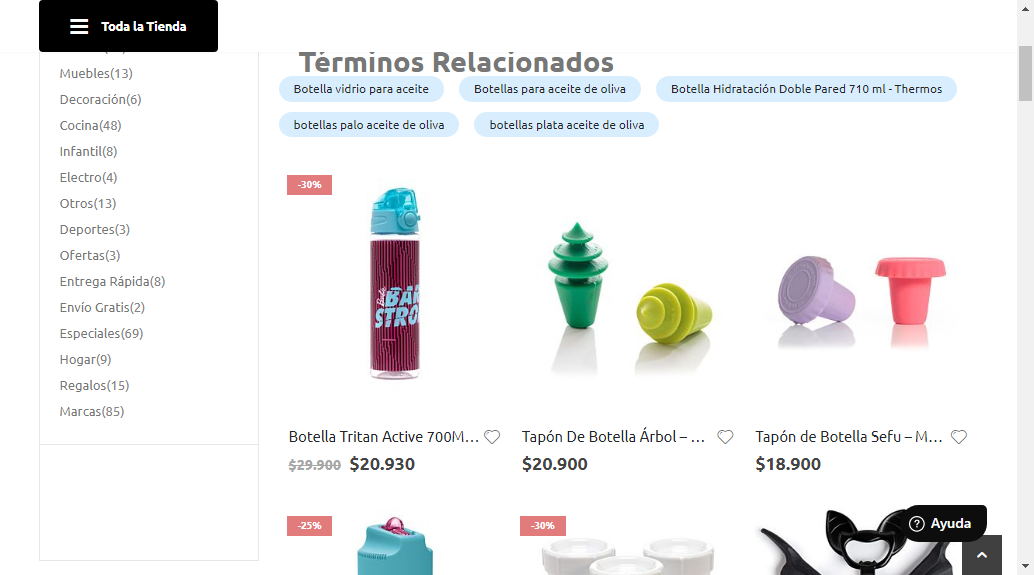 Toda la Tienda
Muebles(13)
Decoración(6)
Cocina(48)
Infantil(8)
Electro(4)
Otros(13)
Deportes(3)
Ofertas(3)
Entrega Rápida(8)
Envío Gratis(2)
Especiales(69)
Hogar(9)
Regalos(15)
Marcas(85)
Términos Relacionados
Botella vidrio para aceite
Botellas para aceite de oliva
Botella Hidratación Doble Pared 710 ml - Thermos
botellas palo aceite de oliva
botellas plata aceite de oliva
-30%
Botella Tritan Active 700M...
$29.900 $20.930
Tapón De Botella Árbol – ...
$20.900
Tapón de Botella Sefu – M...
$18.900
-25%
-30%
Ayuda